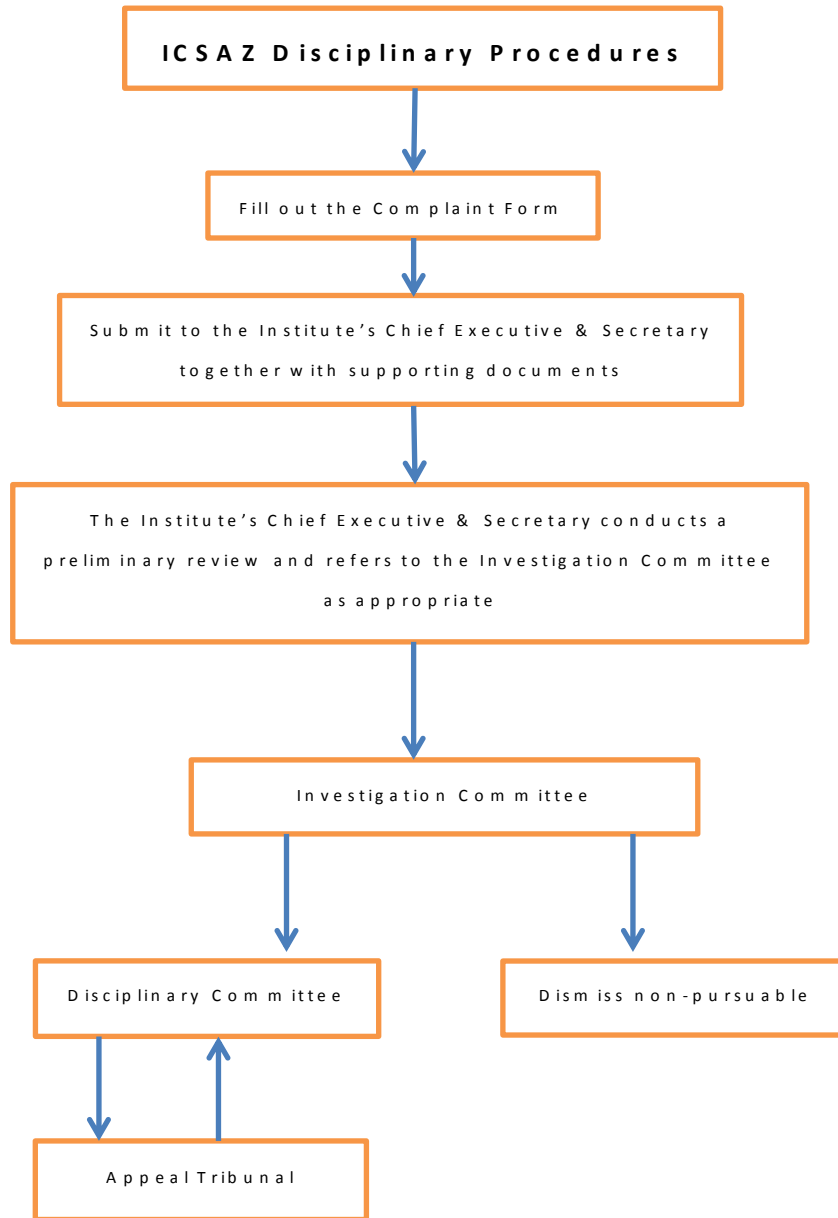 ICSAZ Disciplinary Procedures
Fill out the Complaint Form
Submit to the Institute’s Chief Executive & Secretary
together with supporting documents
The Institute’s Chief Executive & Secretary conducts a
preliminary review and refers to the Investigation Committee
as appropriate
Investigation Committee
Disciplinary Committee
Dismiss non-pursuable
Appeal Tribunal